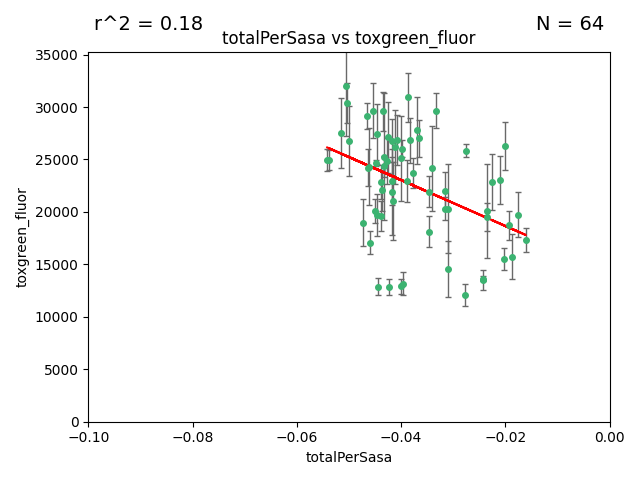 r^2 = 0.18
N = 64
totalPerSasa vs toxgreen_fluor
35000
30000
25000
20000
15000
10000
5000
0
toxgreen_fluor
−0.10
−0.08
−0.06
−0.04
−0.02
0.00
totalPerSasa